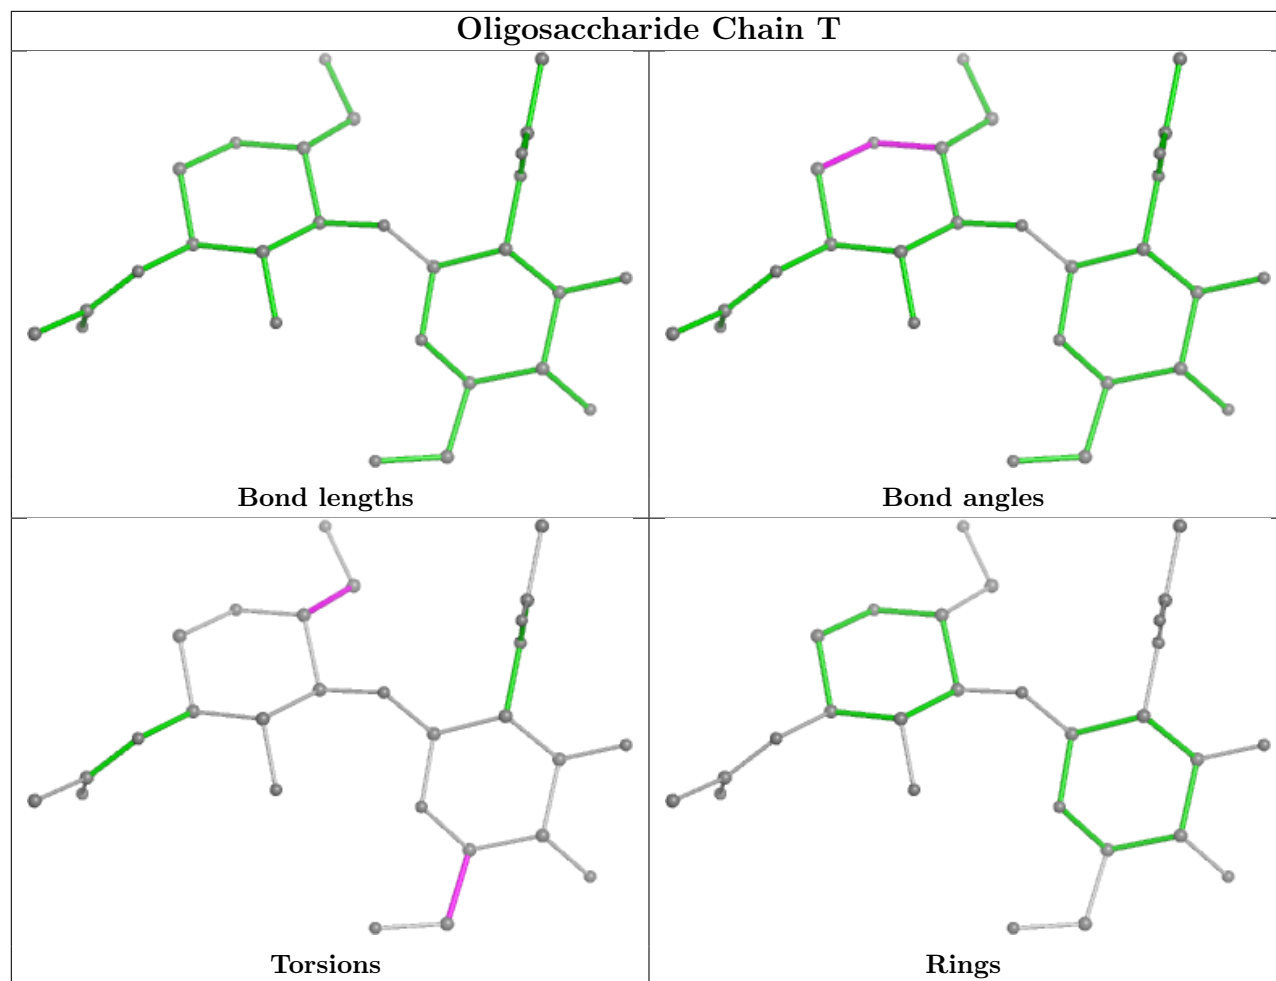 Oligosaccharide Chain T
Bond lengths
Bond angles
Torsions
Rings